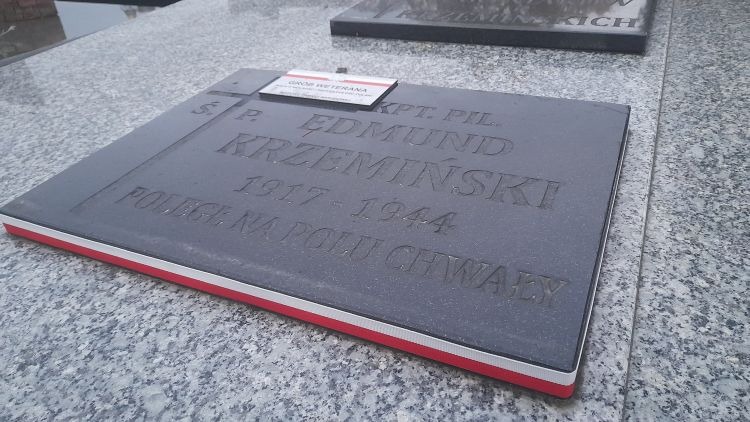 GRÓB WETERANA
KPT. PIL.
Ś. P. EDMUND
KRZEMIŃSKI
1917 - 1944
POLEGŁ NA POLU CHWAŁY